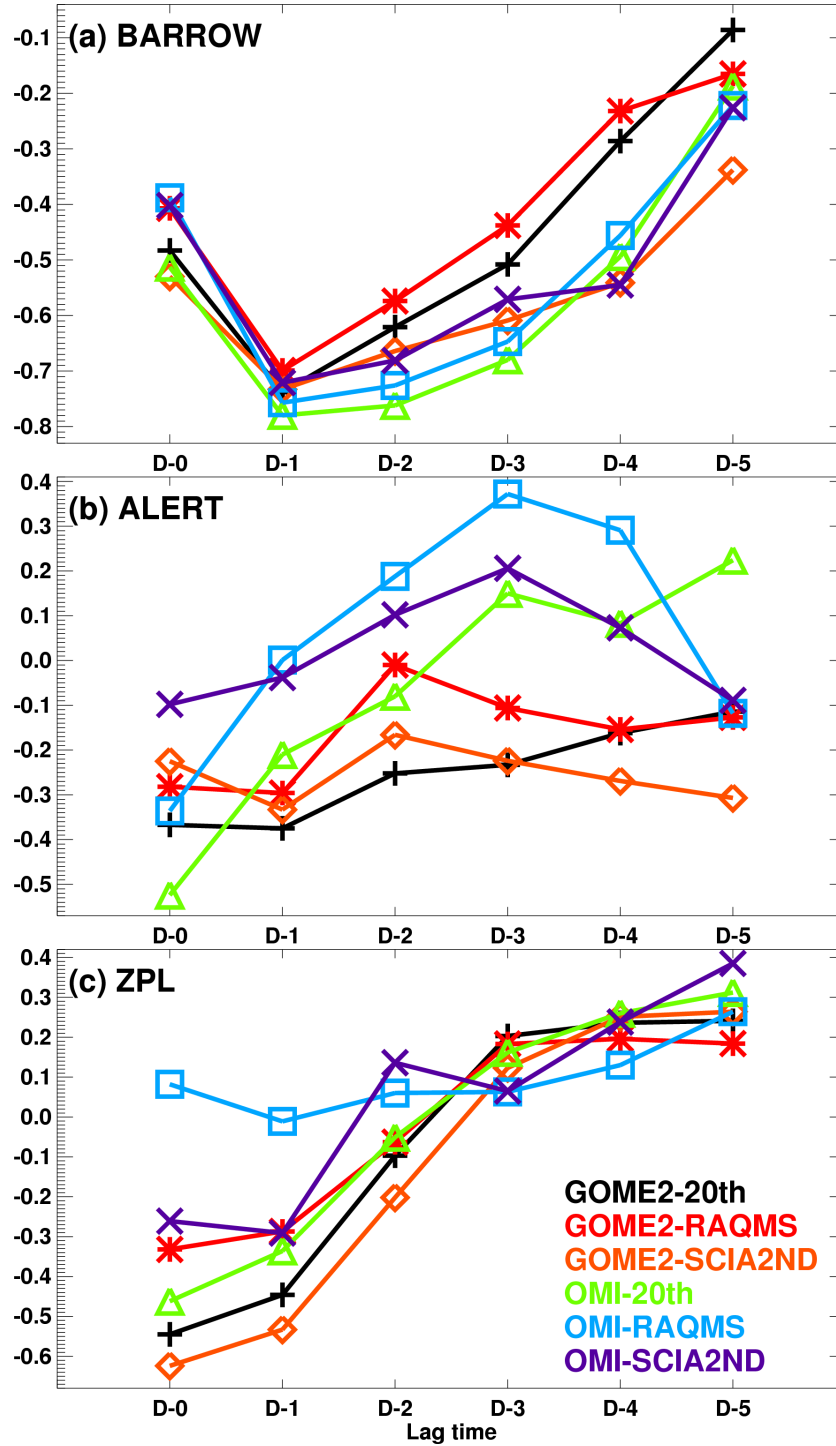 (a) BARROW
-0.1
-0.2
-0.3
-0.4
-0.5
-0.6
-0.7
-0.8
D-0 D-1 D-2 D-3 D-4 D-5
(b) ALERT
0.4
0.3
0.2
0.1
0.0
-0.1
-0.2
-0.3
-0.4
-0.5
D-0 D-1 D-2 D-3 D-4 D-5
(c) ZPL
0.4
0.3
0.2
0.1
0.0
-0.1
-0.2
-0.3
-0.4
-0.5
-0.6
GOME2-20th
GOME2-RAQMS
GOME2-SCIA2ND
OMI-20th
OMI-RAQMS
OMI-SCIA2ND
D-0 D-1 D-2 D-3 D-4 D-5
Lag time